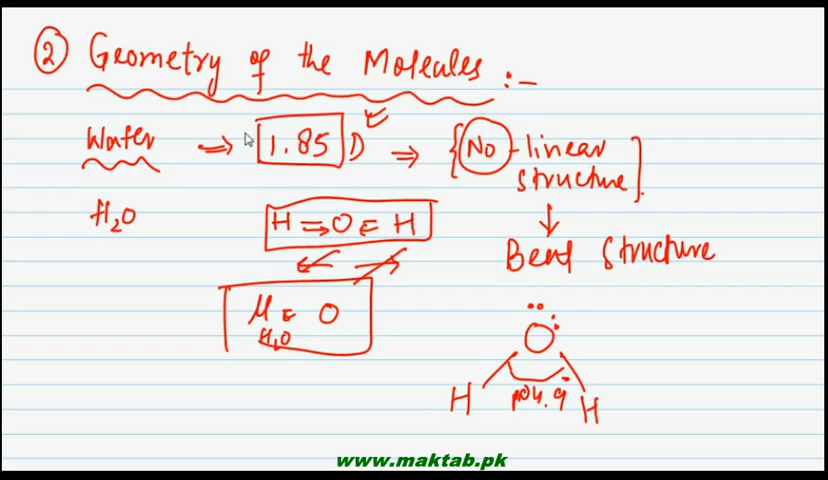 ② Geometry of the Molecules :-
Water ⇒ 1.85 D ⇒ {No-linear
structure].
H₂O
H ⇒ O ⇐ H
↓
Bent Structure
μ = 0
H₂O
O
H 104.9° H
www.maktab.pk